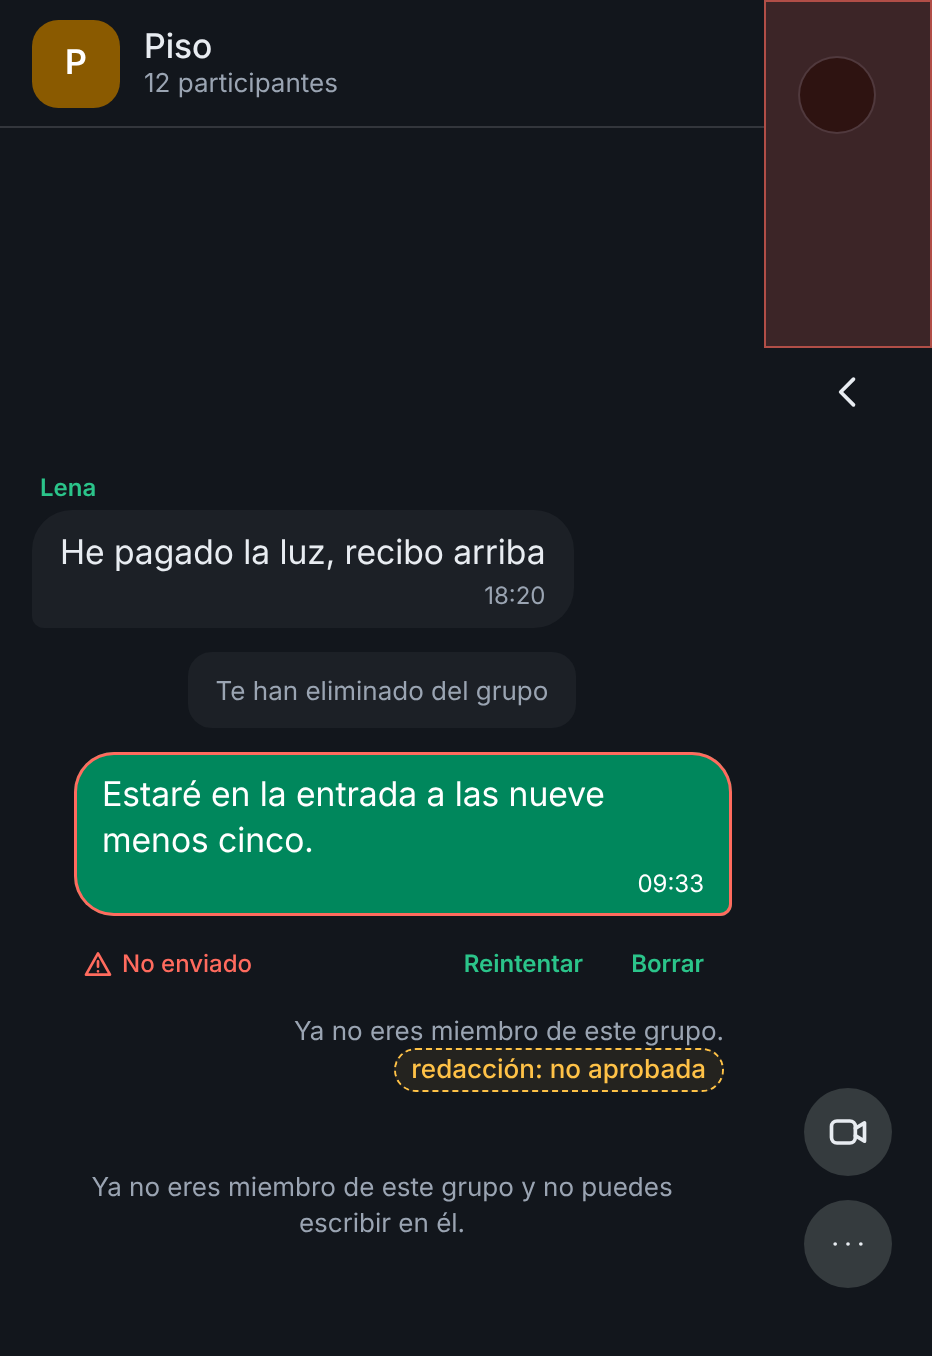 P
Piso
12 participantes
Lena
He pagado la luz, recibo arriba
18:20
Te han eliminado del grupo
Estaré en la entrada a las nueve
menos cinco.
09:33
No enviado
Reintentar
Borrar
Ya no eres miembro de este grupo.
redacción: no aprobada
Ya no eres miembro de este grupo y no puedes
escribir en él.